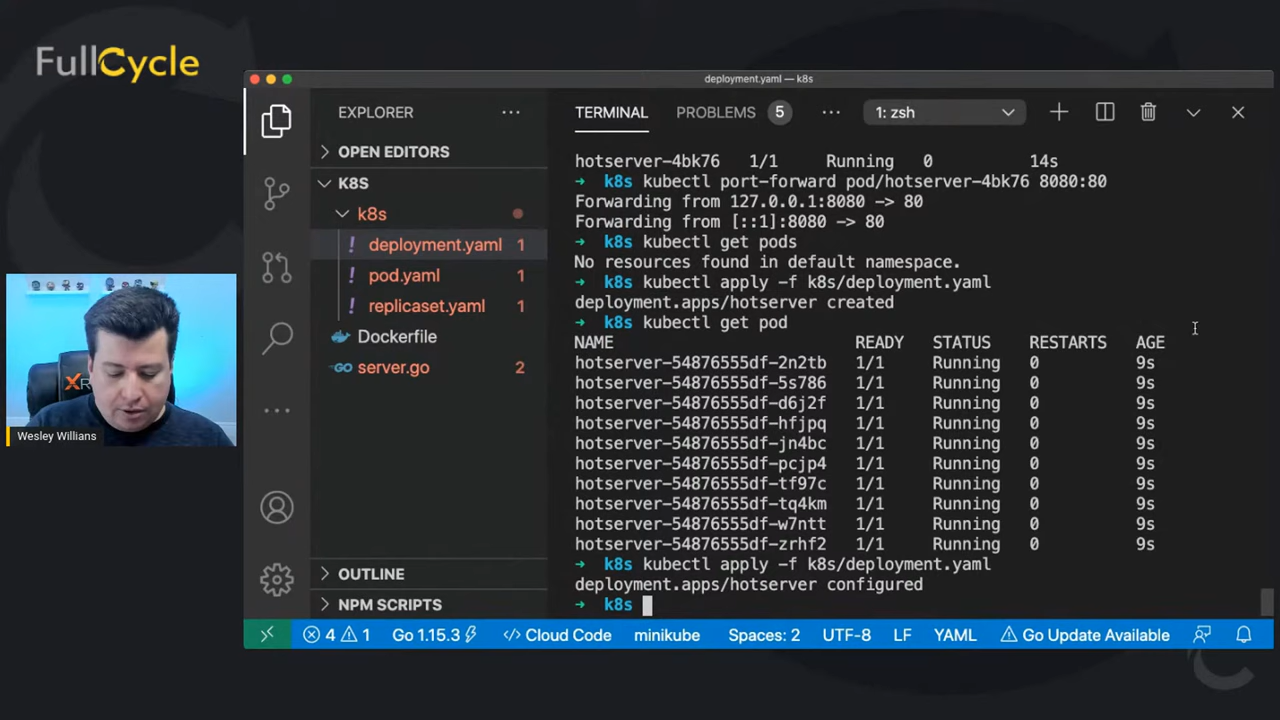 FullCycle
deployment.yaml — k8s
EXPLORER
OPEN EDITORS
K8S
k8s
! deployment.yaml 1
! pod.yaml 1
! replicaset.yaml 1
Dockerfile
server.go 2
OUTLINE
NPM SCRIPTS
Wesley Willians
TERMINAL PROBLEMS 5 ... 1: zsh
hotserver-4bk76 1/1 Running 0 14s
→ k8s kubectl port-forward pod/hotserver-4bk76 8080:80
Forwarding from 127.0.0.1:8080 -> 80
Forwarding from [::1]:8080 -> 80
→ k8s kubectl get pods
No resources found in default namespace.
→ k8s kubectl apply -f k8s/deployment.yaml
deployment.apps/hotserver created
→ k8s kubectl get pod
NAME READY STATUS RESTARTS AGE
hotserver-54876555df-2n2tb 1/1 Running 0 9s
hotserver-54876555df-5s786 1/1 Running 0 9s
hotserver-54876555df-d6j2f 1/1 Running 0 9s
hotserver-54876555df-hfjpq 1/1 Running 0 9s
hotserver-54876555df-jn4bc 1/1 Running 0 9s
hotserver-54876555df-pcjp4 1/1 Running 0 9s
hotserver-54876555df-tf97c 1/1 Running 0 9s
hotserver-54876555df-tq4km 1/1 Running 0 9s
hotserver-54876555df-w7ntt 1/1 Running 0 9s
hotserver-54876555df-zrhf2 1/1 Running 0 9s
→ k8s kubectl apply -f k8s/deployment.yaml
deployment.apps/hotserver configured
→ k8s
4 1 Go 1.15.3 Cloud Code minikube Spaces: 2 UTF-8 LF YAML Go Update Available